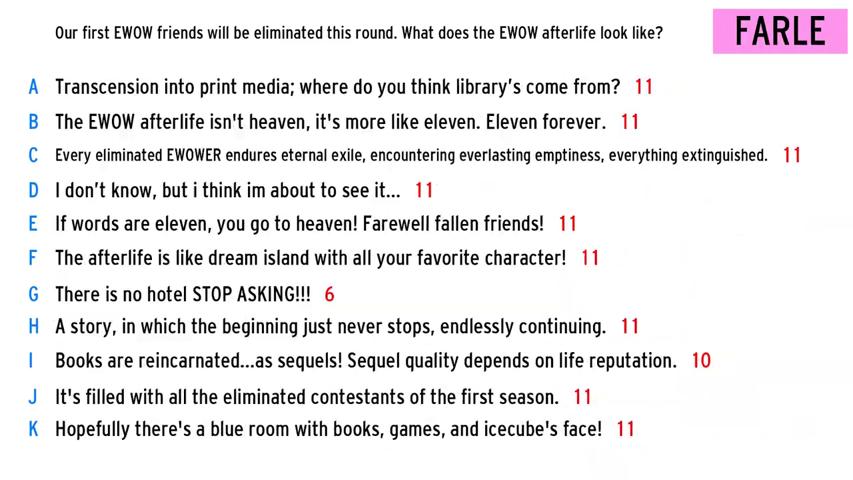 Our first EWOW friends will be eliminated this round. What does the EWOW afterlife look like?
FARLE
A Transcension into print media; where do you think library’s come from? 11
B The EWOW afterlife isn't heaven, it's more like eleven. Eleven forever. 11
C Every eliminated EWOWER endures eternal exile, encountering everlasting emptiness, everything extinguished. 11
D I don’t know, but i think im about to see it... 11
E If words are eleven, you go to heaven! Farewell fallen friends! 11
F The afterlife is like dream island with all your favorite character! 11
G There is no hotel STOP ASKING!!! 6
H A story, in which the beginning just never stops, endlessly continuing. 11
I Books are reincarnated...as sequels! Sequel quality depends on life reputation. 10
J It's filled with all the eliminated contestants of the first season. 11
K Hopefully there's a blue room with books, games, and icecube's face! 11